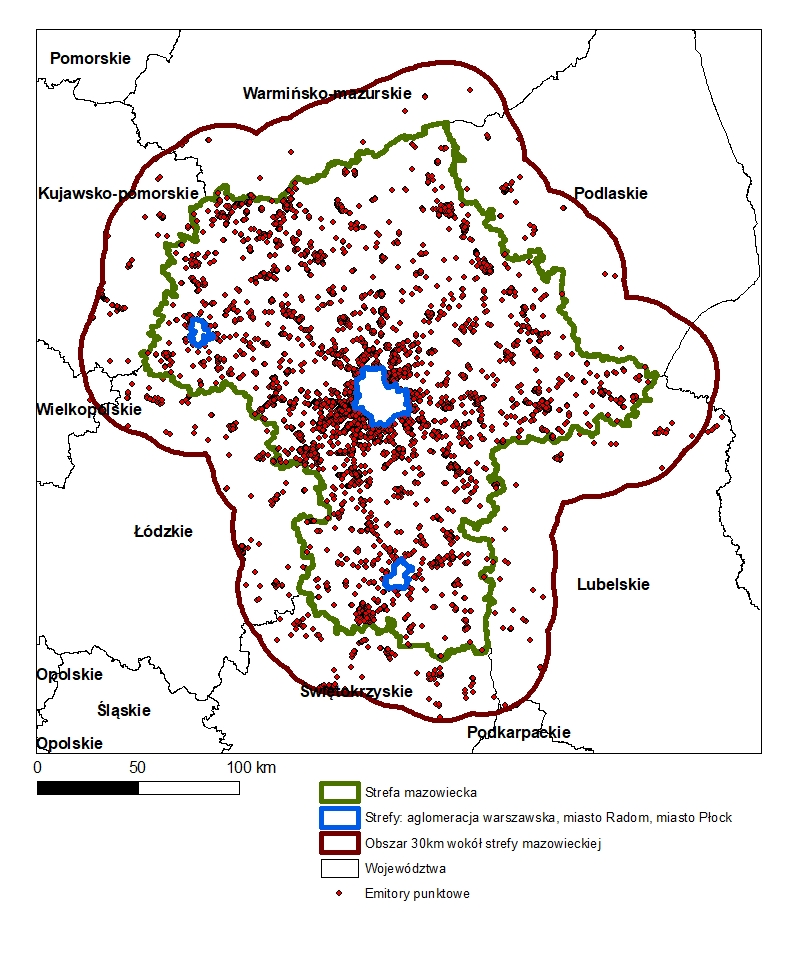 Pomorskie
Warmińsko-mazurskie
Kujawsko-pomorskie
Podlaskie
Wielkopolskie
Łódzkie
Lubelskie
Opolskie
Świętokrzyskie
Śląskie
Podkarpackie
Opolskie
0 50 100 km
Strefa mazowiecka
Strefy: aglomeracja warszawska, miasto Radom, miasto Płock
Obszar 30km wokół strefy mazowieckiej
Województwa
Emitory punktowe